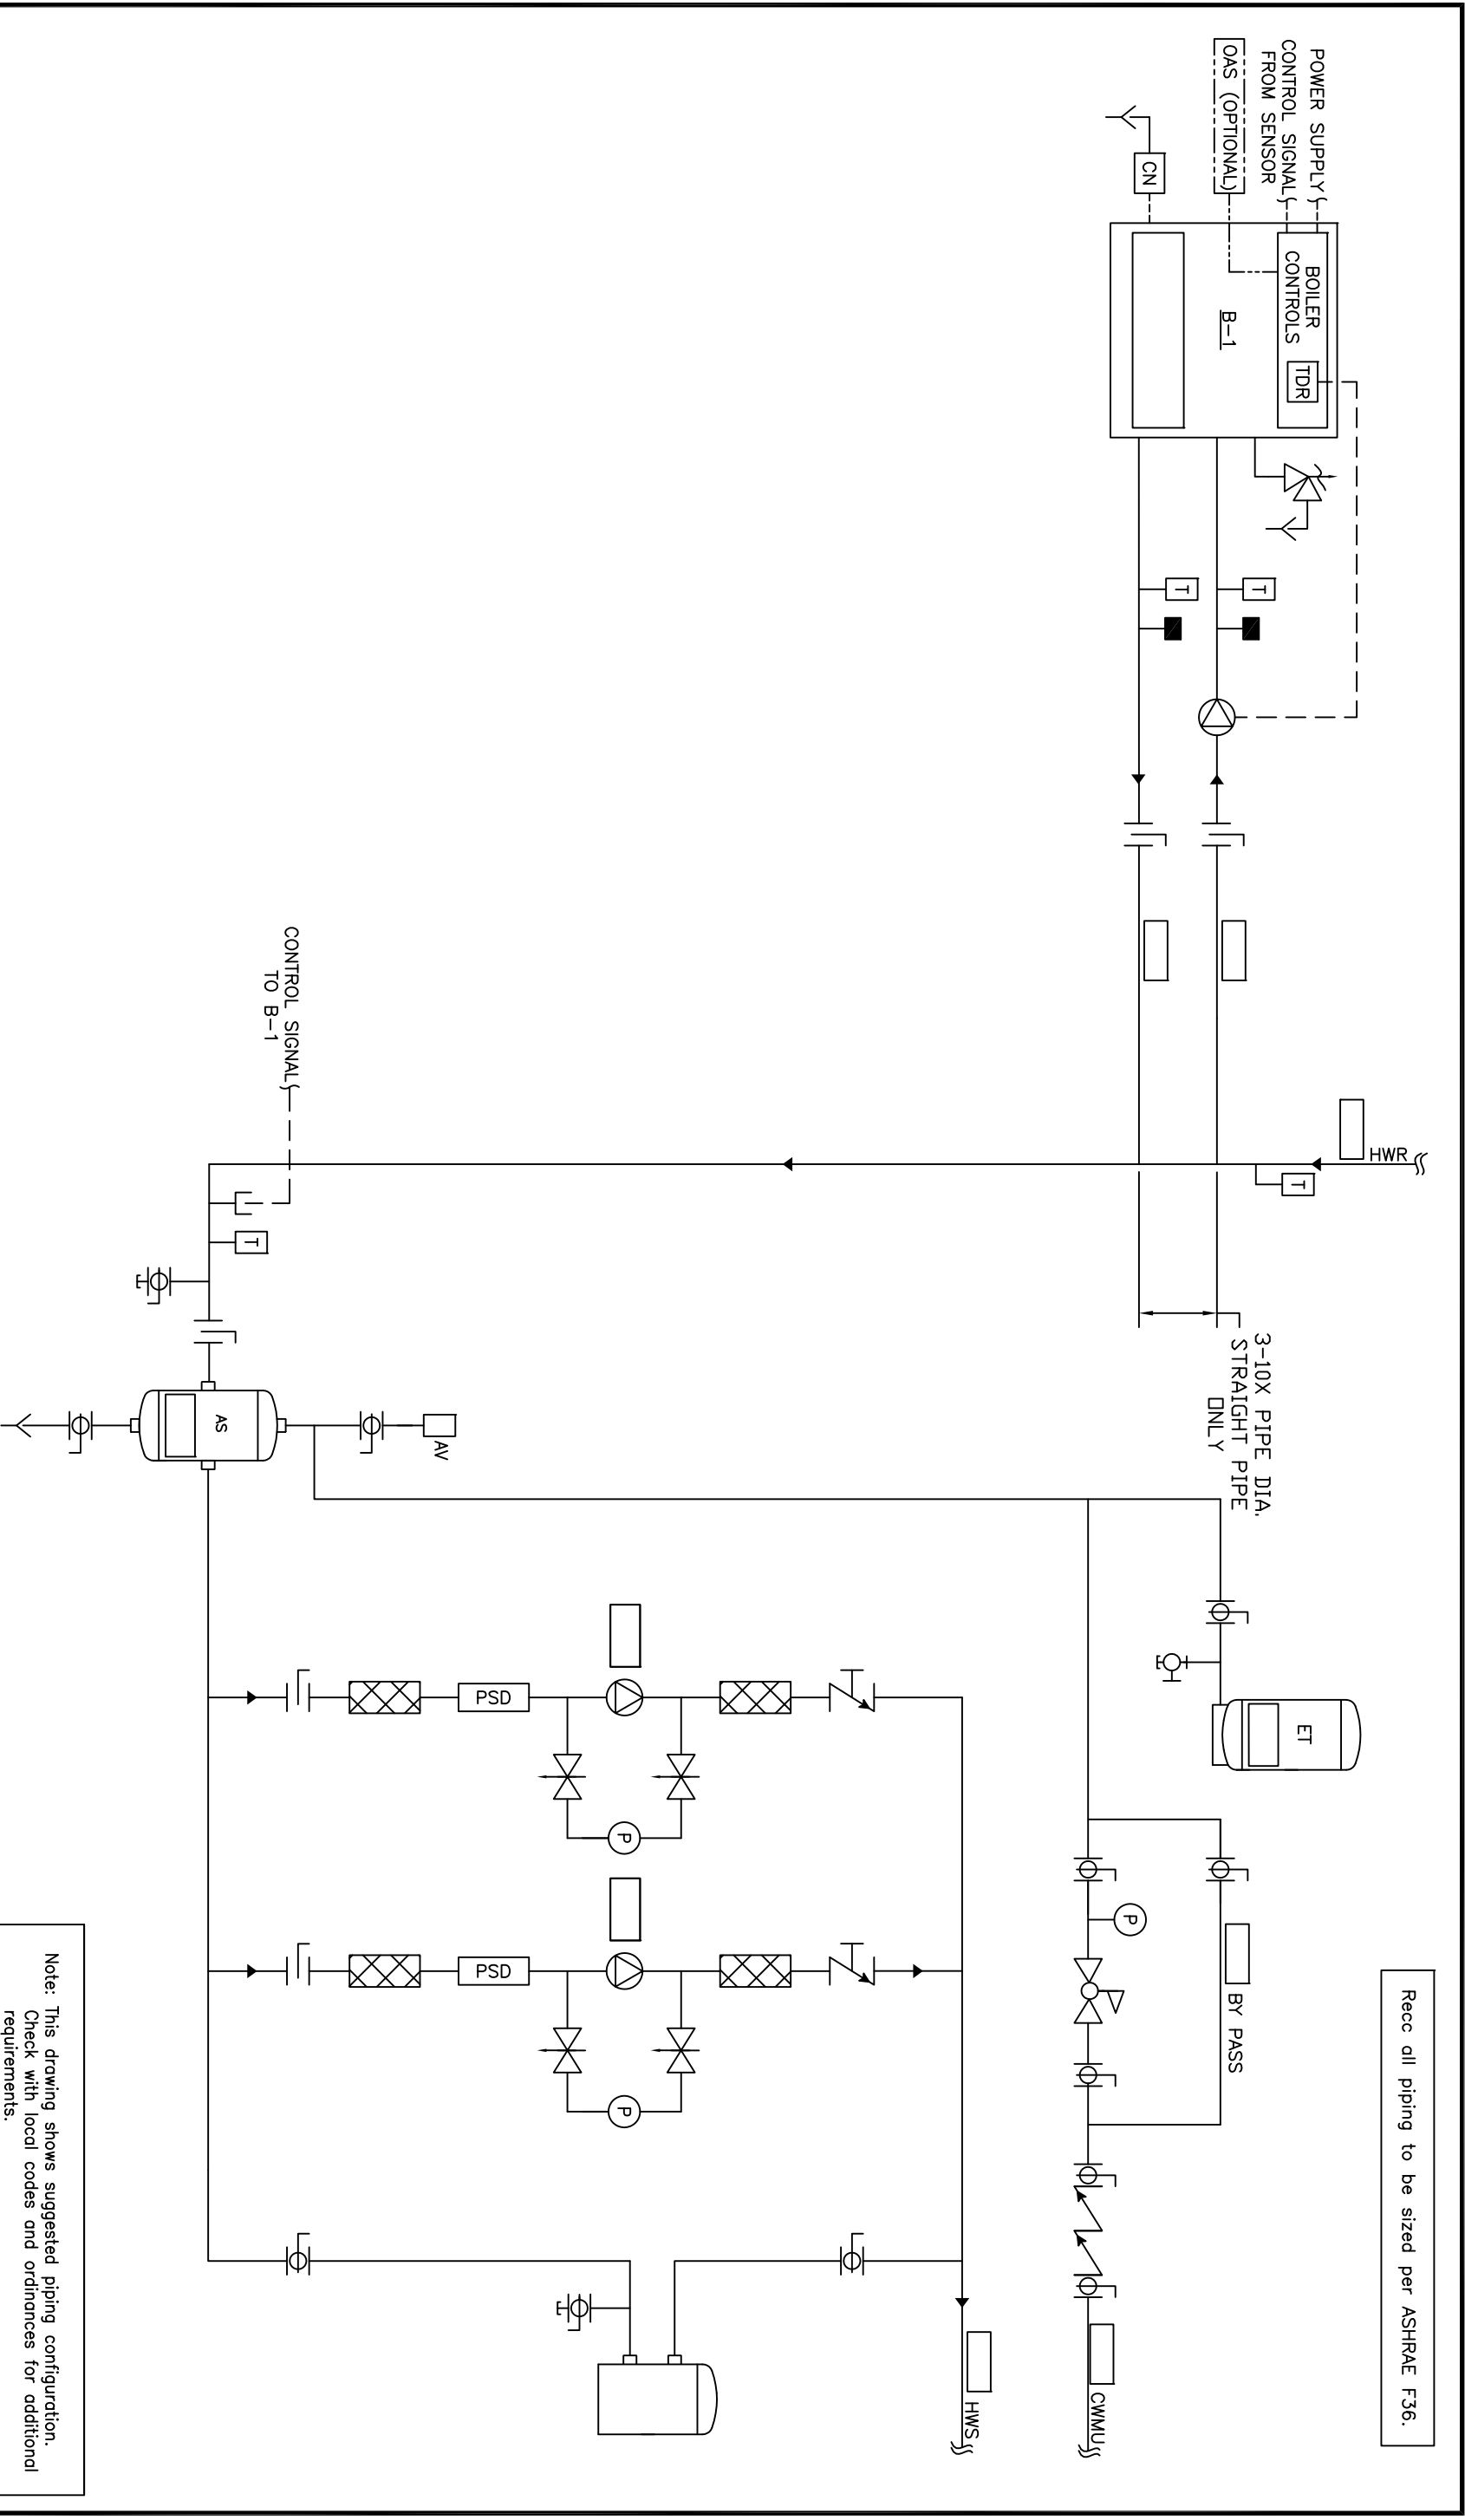 POWER SUPPLY
CONTROL SIGNAL
FROM SENSOR
OAS (OPTIONAL)
CN
BOILER
CONTROLS
TDR
B-1
T
T
HWR
T
3-10X PIPE DIA.
STRAIGHT PIPE
ONLY
CONTROL SIGNAL
TO B-1
T
AS
AV
ET
P
BY PASS
CWMU
PSD
P
PSD
P
HWS
Recc all piping to be sized per ASHRAE F36.
Note: This drawing shows suggested piping configuration.
Check with local codes and ordinances for additional
requirements.